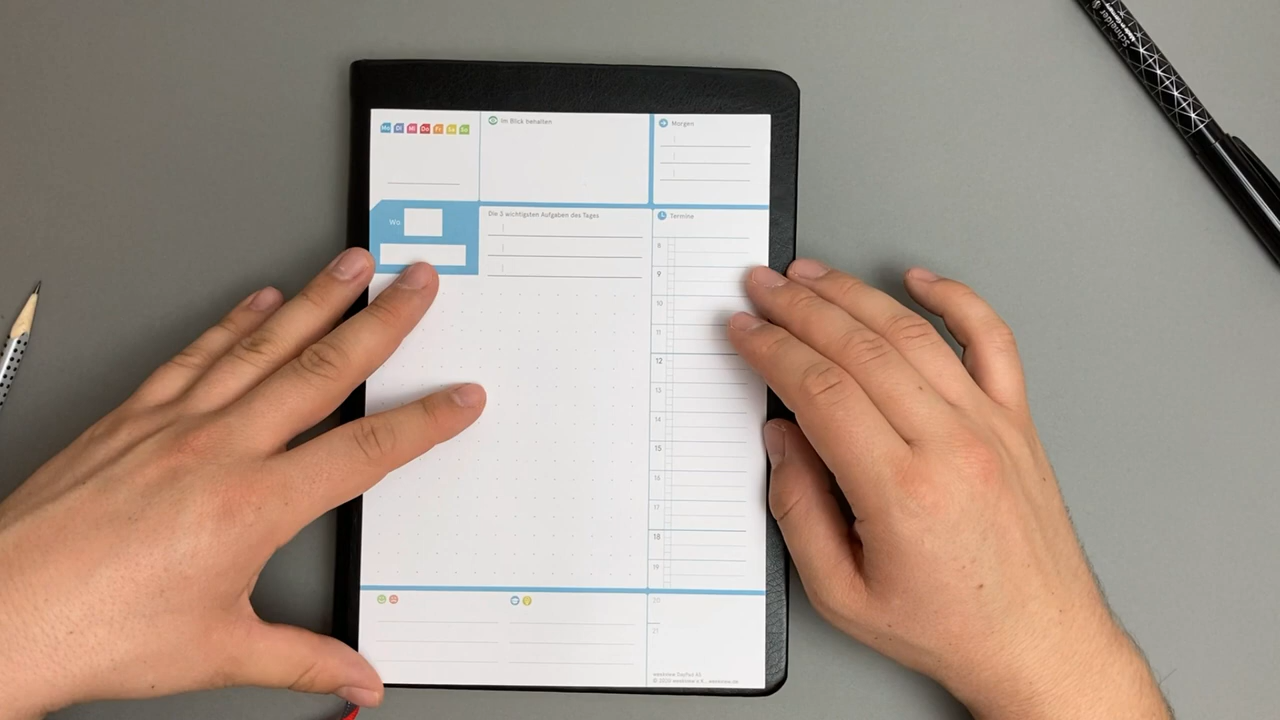 Mo Di Mi Do Fr Sa So
Im Blick behalten
Morgen
Wo
Die 3 wichtigsten Aufgaben des Tages
Termine
8
9
10
11
12
13
14
15
16
17
18
19
20
21
Schneider